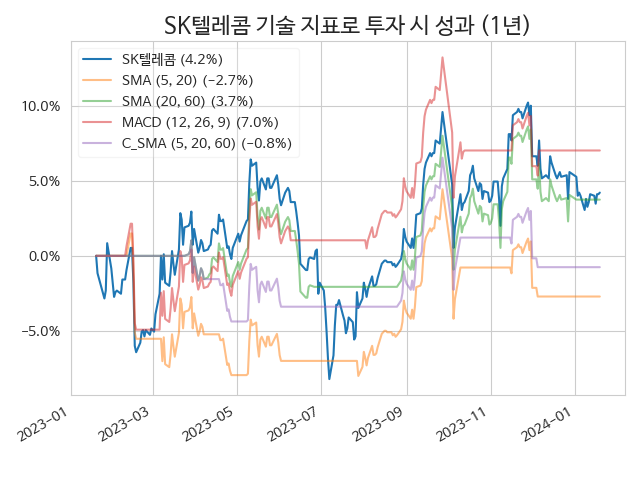 SK텔레콤 기술 지표로 투자 시 성과 (1년)
SK텔레콤 (4.2%)
SMA (5, 20) (−2.7%)
SMA (20, 60) (3.7%)
MACD (12, 26, 9) (7.0%)
C_SMA (5, 20, 60) (−0.8%)
10.0%
5.0%
0.0%
−5.0%
2023−01
2023−03
2023−05
2023−07
2023−09
2023−11
2024−01